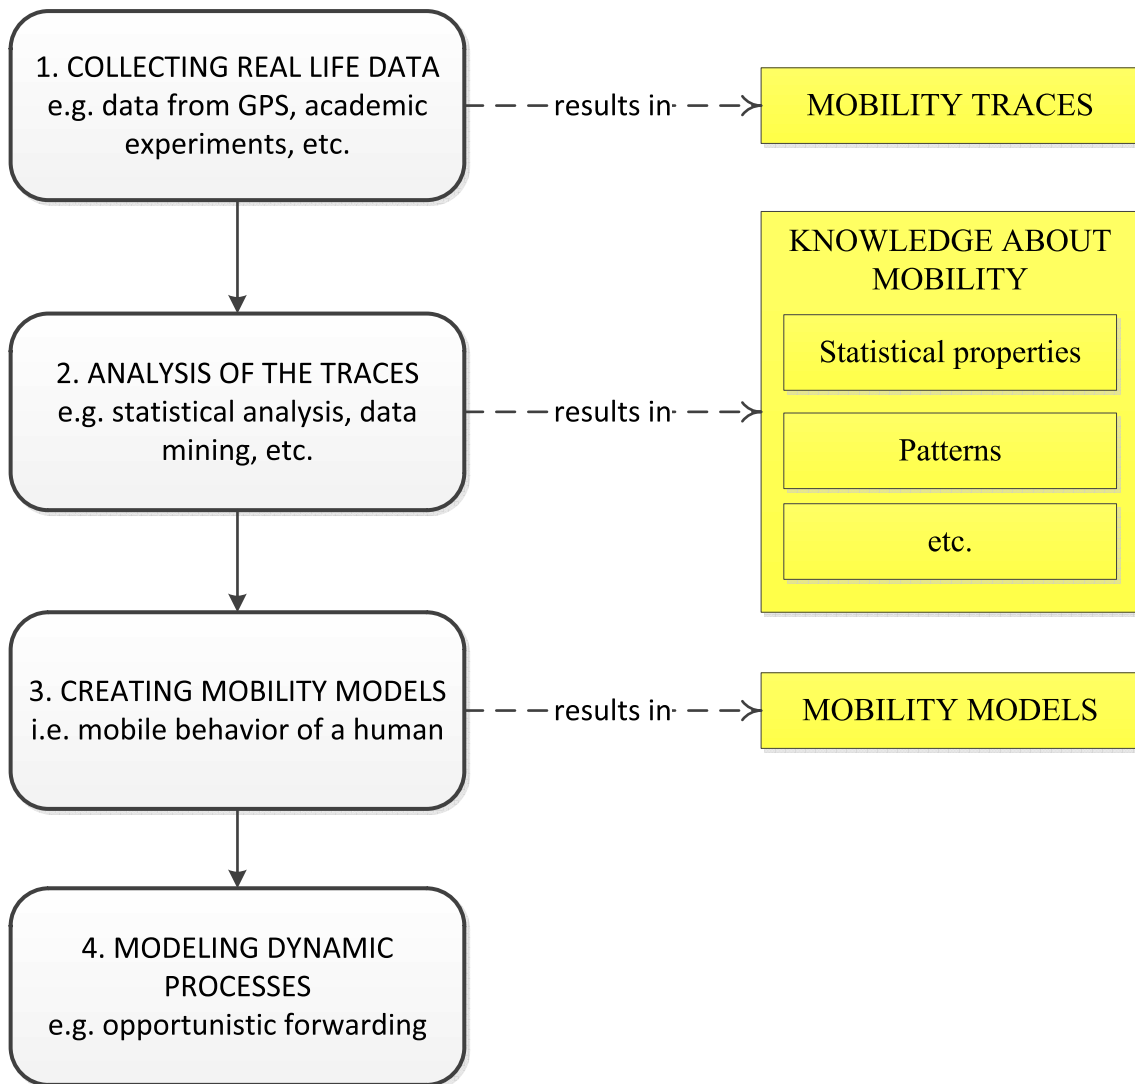 1. COLLECTING REAL LIFE DATA
e.g. data from GPS, academic
experiments, etc.
results in
MOBILITY TRACES
2. ANALYSIS OF THE TRACES
e.g. statistical analysis, data
mining, etc.
results in
KNOWLEDGE ABOUT
MOBILITY
Statistical properties
Patterns
etc.
3. CREATING MOBILITY MODELS
i.e. mobile behavior of a human
results in
MOBILITY MODELS
4. MODELING DYNAMIC
PROCESSES
e.g. opportunistic forwarding